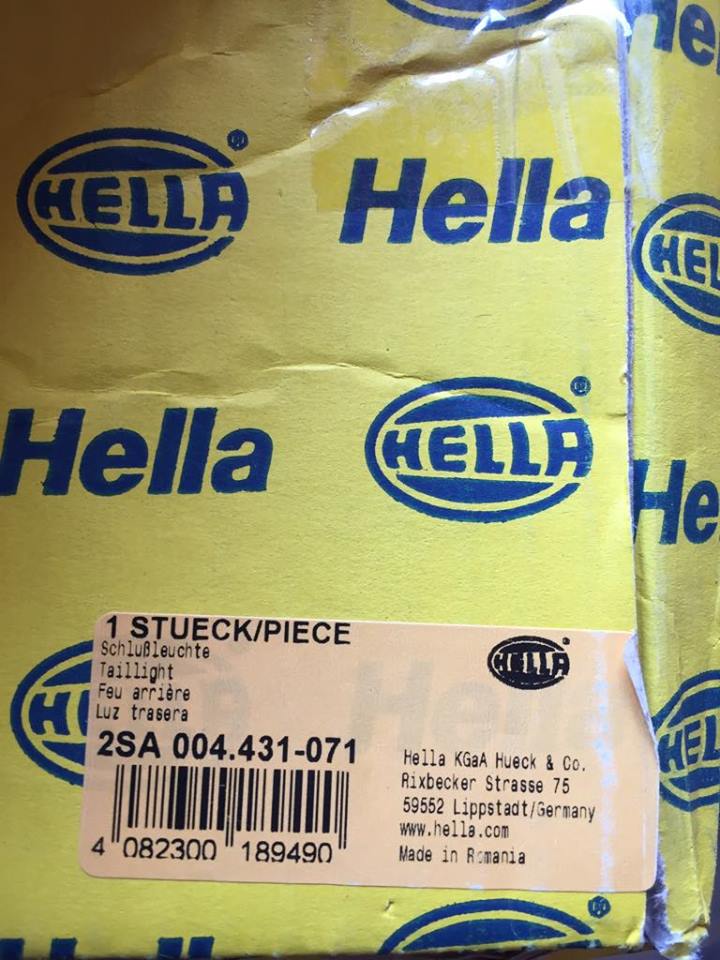 HELLA
He
HELLA
Hella
HEL
Hella
HELLA
He
1 STUECK/PIECE
Schlußleuchte
Taillight
Feu arrière
Luz trasera
2SA 004.431-071
4 082300 189490
HELLA
Hella KGaA Hueck & Co.
Rixbecker Strasse 75
59552 Lippstadt/Germany
www.hella.com
Made in Romania
HEL